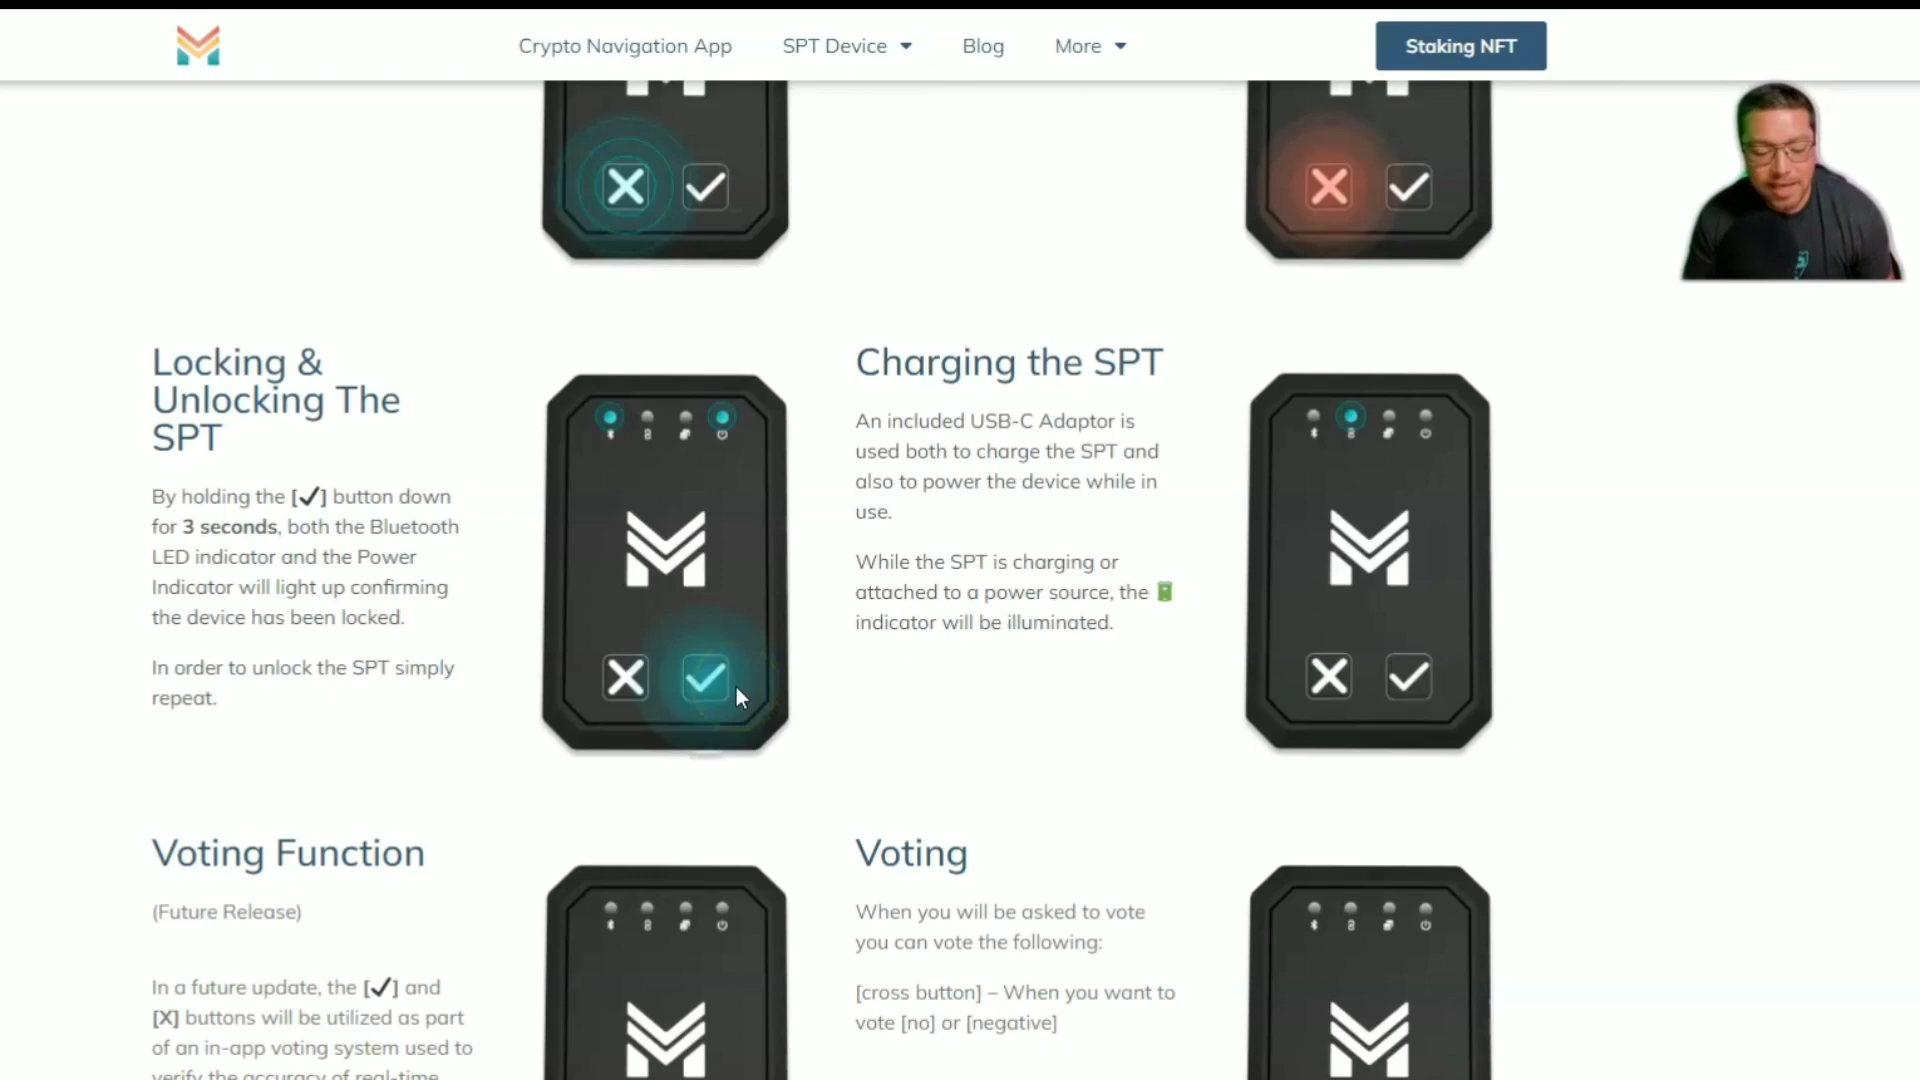 Crypto Navigation App
SPT Device
Blog
More
Staking NFT
Locking &
Unlocking The
SPT
By holding the [✓] button down
for 3 seconds, both the Bluetooth
LED indicator and the Power
Indicator will light up confirming
the device has been locked.
In order to unlock the SPT simply
repeat.
Charging the SPT
An included USB-C Adaptor is
used both to charge the SPT and
also to power the device while in
use.
While the SPT is charging or
attached to a power source, the 🔋
indicator will be illuminated.
Voting Function
(Future Release)
In a future update, the [✓] and
[X] buttons will be utilized as part
of an in-app voting system used to
verify the accuracy of real-time
Voting
When you will be asked to vote
you can vote the following:
[cross button] – When you want to
vote [no] or [negative]